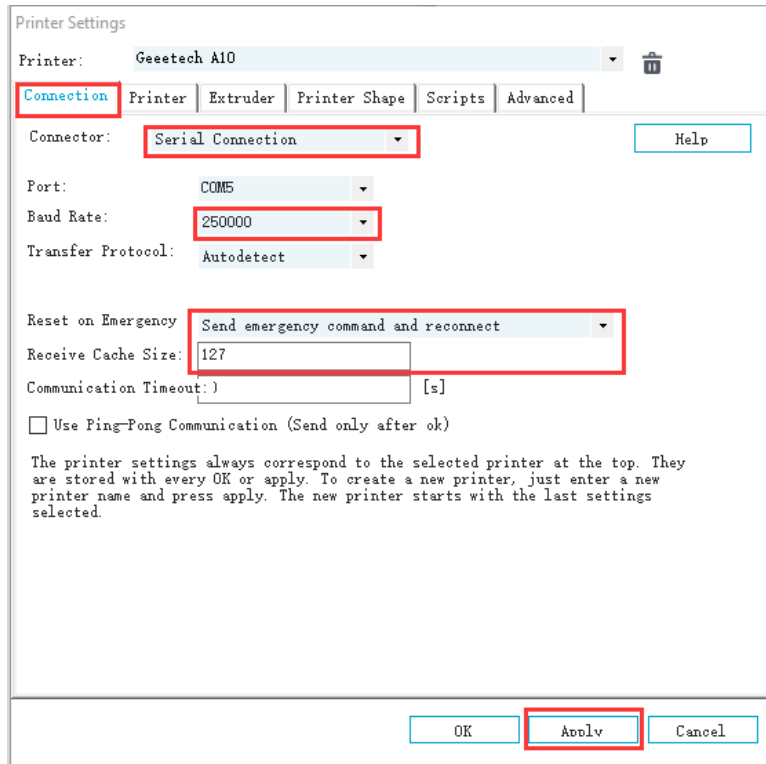 Printer Settings
Printer: Geeetech A10
Connection Printer Extruder Printer Shape Scripts Advanced
Connector: Serial Connection Help
Port: COM5
Baud Rate: 250000
Transfer Protocol: Autodetect
Reset on Emergency Send emergency command and reconnect
Receive Cache Size: 127
Communication Timeout: ) [s]
Use Ping-Pong Communication (Send only after ok)
The printer settings always correspond to the selected printer at the top. They
are stored with every OK or apply. To create a new printer, just enter a new
printer name and press apply. The new printer starts with the last settings
selected.
OK Apply Cancel